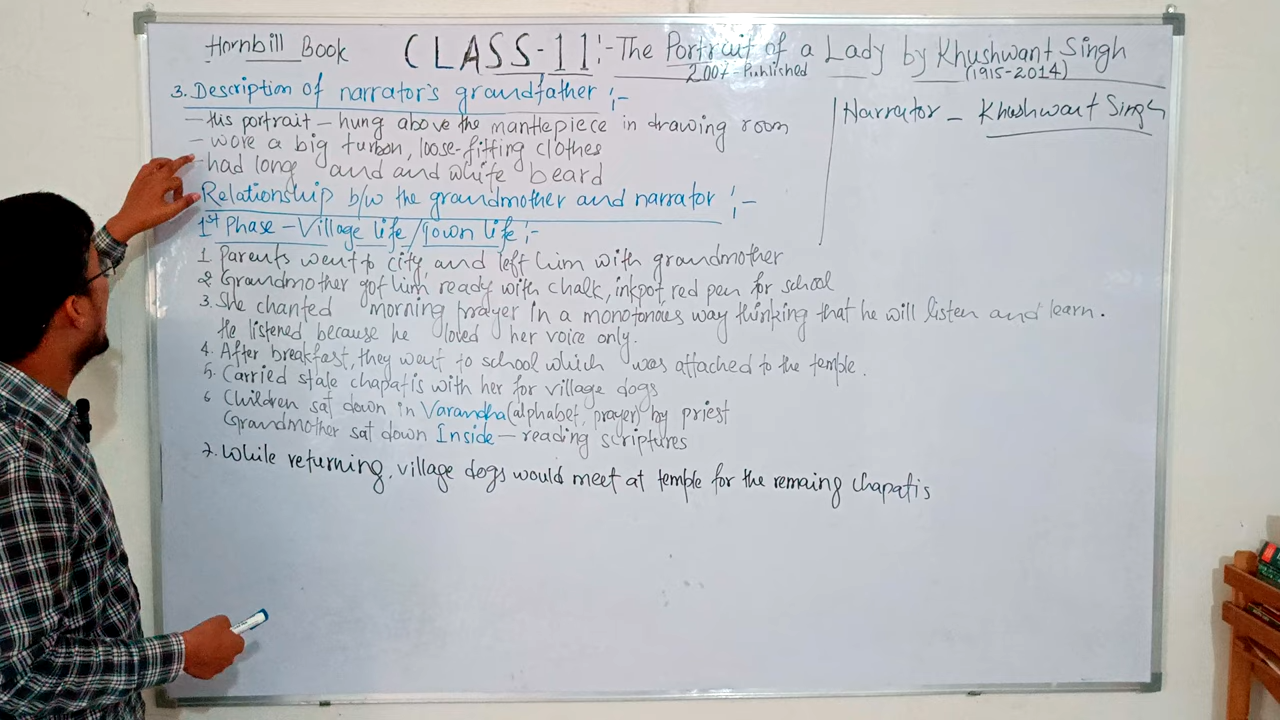 Hornbill Book CLASS-11:- The Portrait of a Lady by Khushwant Singh
2007-Published (1915-2014)
3. Description of narrator's grandfather :-
- His portrait - hung above the mantlepiece in drawing room
- wore a big turbon, loose-fitting clothes
- had long and and white beard
Narrator - Khushwant Singh
Relationship b/w the grandmother and narrator :-
1st Phase - Village life/Town life :-
1 Parents went to city, and left him with grandmother
2 Grandmother got him ready with chalk, inkpot, red pen for school
3. She chanted morning prayer in a monotonoues way thinking that he will listen and learn.
He listened because he loved her voice only.
4. After breakfast, they went to school which was attached to the temple.
5. Carried stale chapatis with her for village dogs
6 Children sat down in Varandha (alphabet, prayer) by priest
Grandmother sat down Inside - reading scriptures
7. While returning, village dogs would meet at temple for the remaing chapatis